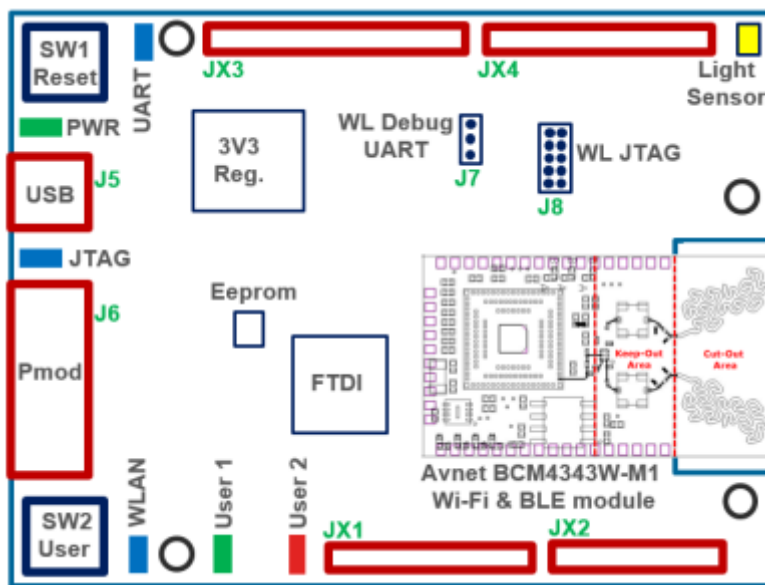 SW1
Reset
UART
JX3
JX4
Light
Sensor
PWR
3V3
Reg.
WL Debug
UART
J7
WL JTAG
J8
USB
J5
JTAG
J6
Pmod
Eeprom
FTDI
Keep-Out
Area
Cut-Out
Area
Avnet BCM4343W-M1
Wi-Fi & BLE module
SW2
User
WLAN
User 1
User 2
JX1
JX2